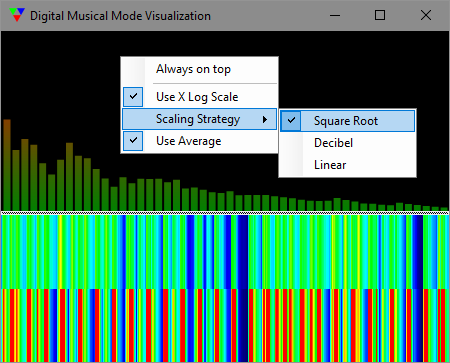 Digital Musical Mode Visualization
Always on top
Use X Log Scale
Scaling Strategy
Use Average
Square Root
Decibel
Linear